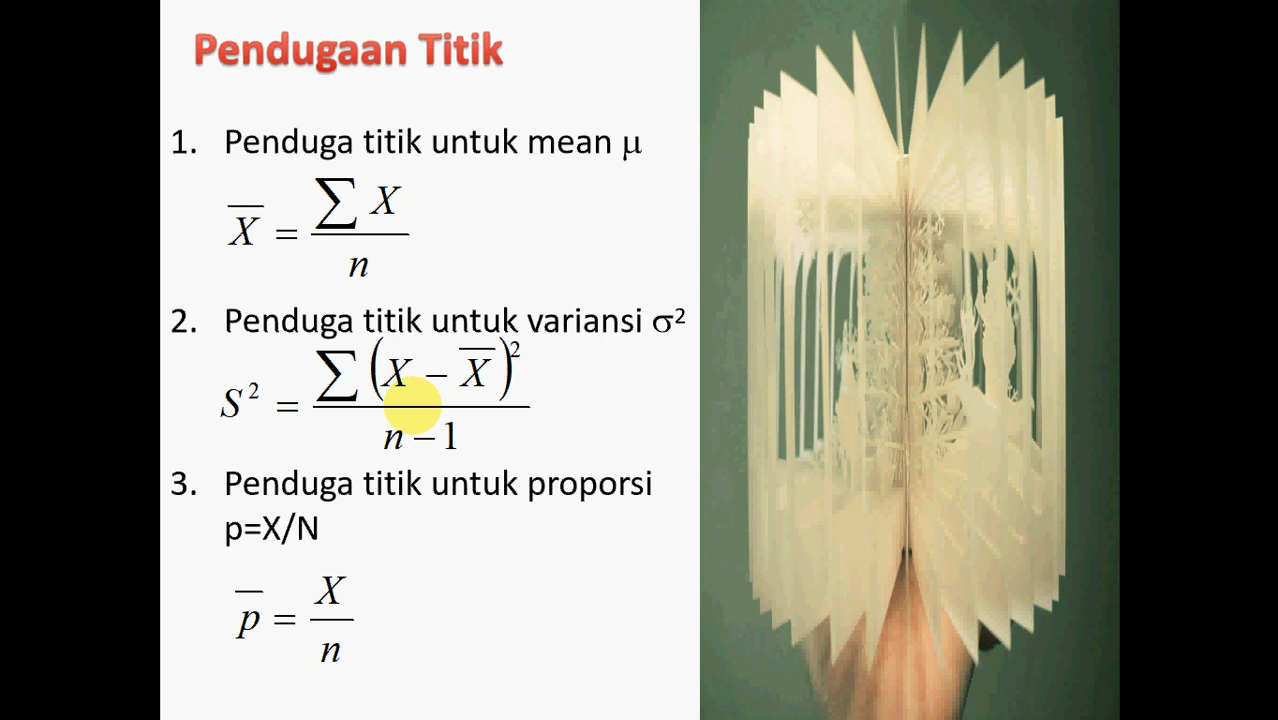 Pendugaan Titik
1. Penduga titik untuk mean μ
X̅ = ∑ X / n
2. Penduga titik untuk variansi σ²
S² = ∑ (X − X̅)² / n − 1
3. Penduga titik untuk proporsi
p=X/N
p̅ = X / n